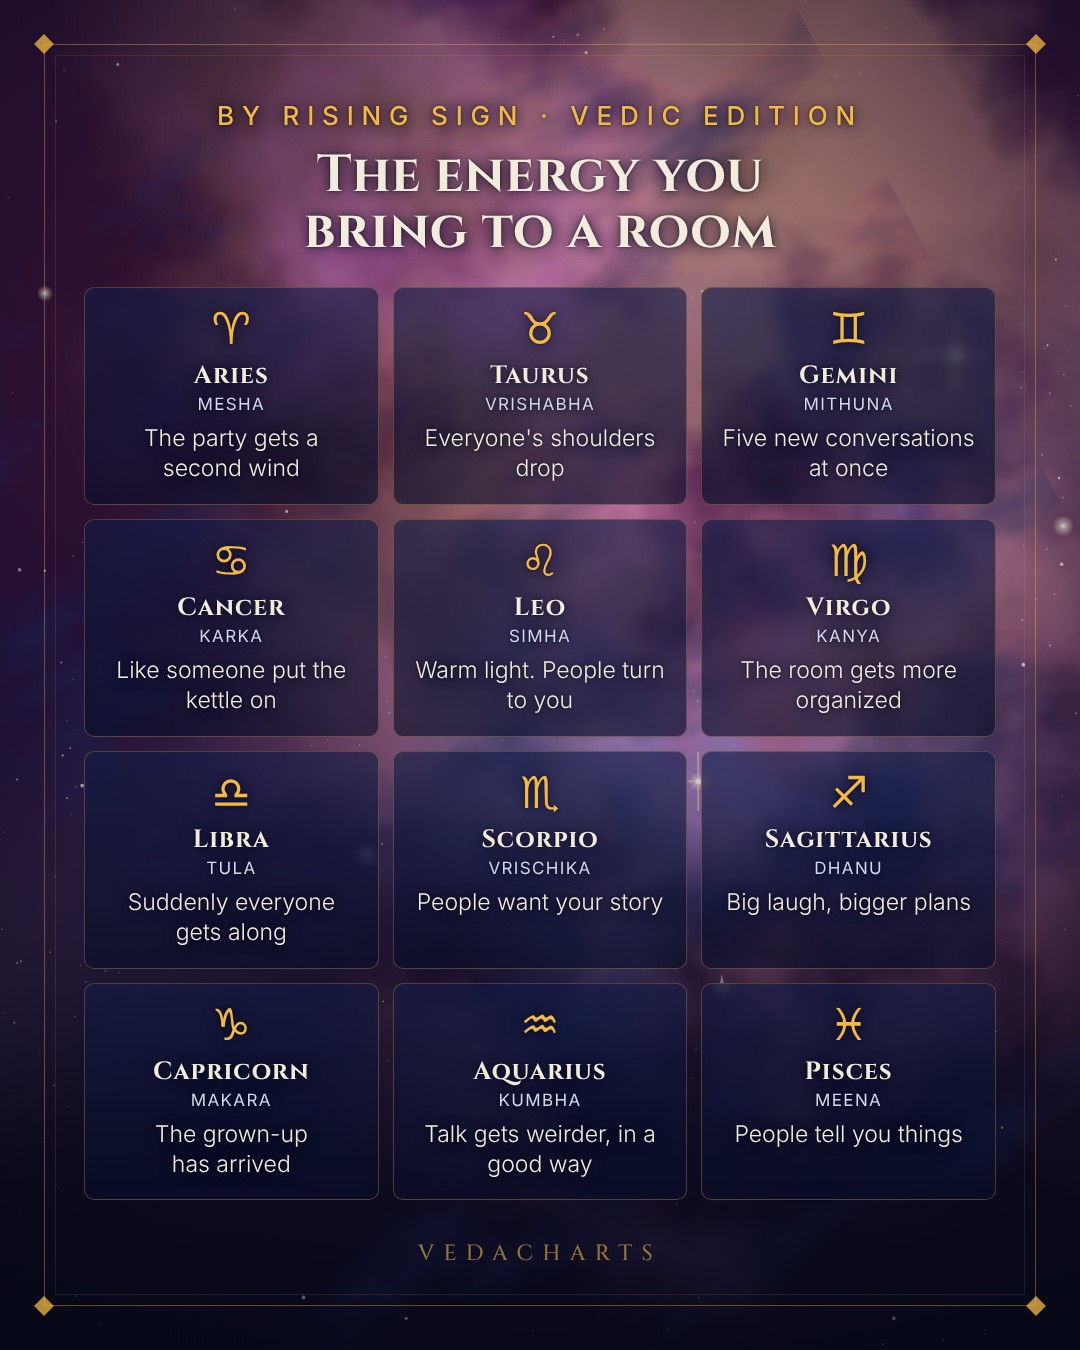 BY RISING SIGN · VEDIC EDITION
THE ENERGY YOU
BRING TO A ROOM
♈
ARIES
MESHA
The party gets a
second wind
♉
TAURUS
VRISHABHA
Everyone's shoulders
drop
♊
GEMINI
MITHUNA
Five new conversations
at once
♋
CANCER
KARKA
Like someone put the
kettle on
♌
LEO
SIMHA
Warm light. People turn
to you
♍
VIRGO
KANYA
The room gets more
organized
♎
LIBRA
TULA
Suddenly everyone
gets along
♏
SCORPIO
VRISCHIKA
People want your story
♐
SAGITTARIUS
DHANU
Big laugh, bigger plans
♑
CAPRICORN
MAKARA
The grown-up
has arrived
♒
AQUARIUS
KUMBHA
Talk gets weirder, in a
good way
♓
PISCES
MEENA
People tell you things
VEDACHARTS